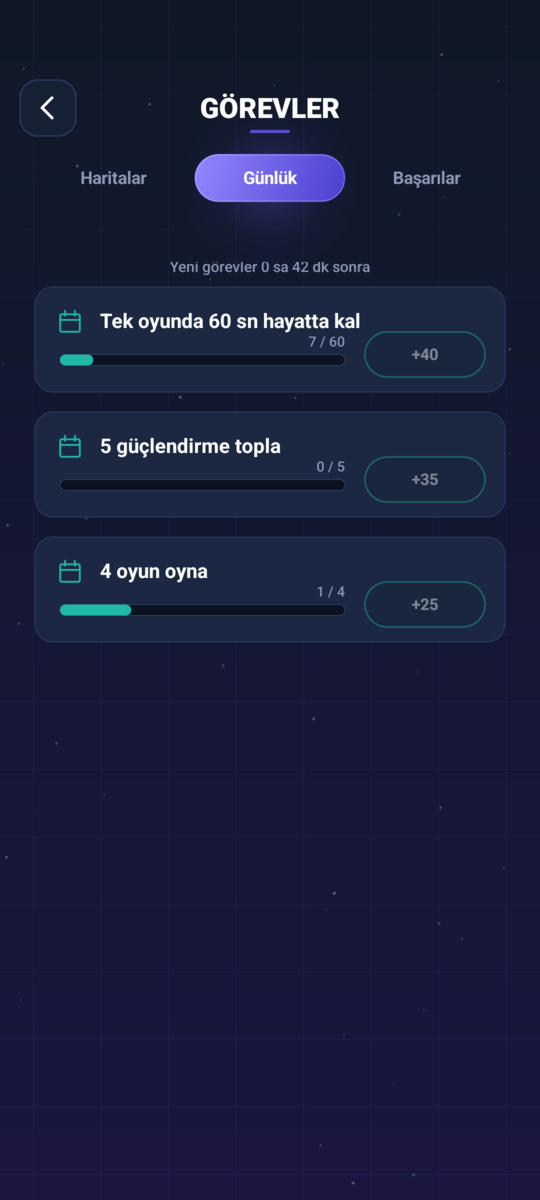 GÖREVLER
Haritalar
Günlük
Başarılar
Yeni görevler 0 sa 42 dk sonra
Tek oyunda 60 sn hayatta kal
7 / 60
+40
5 güçlendirme topla
0 / 5
+35
4 oyun oyna
1 / 4
+25